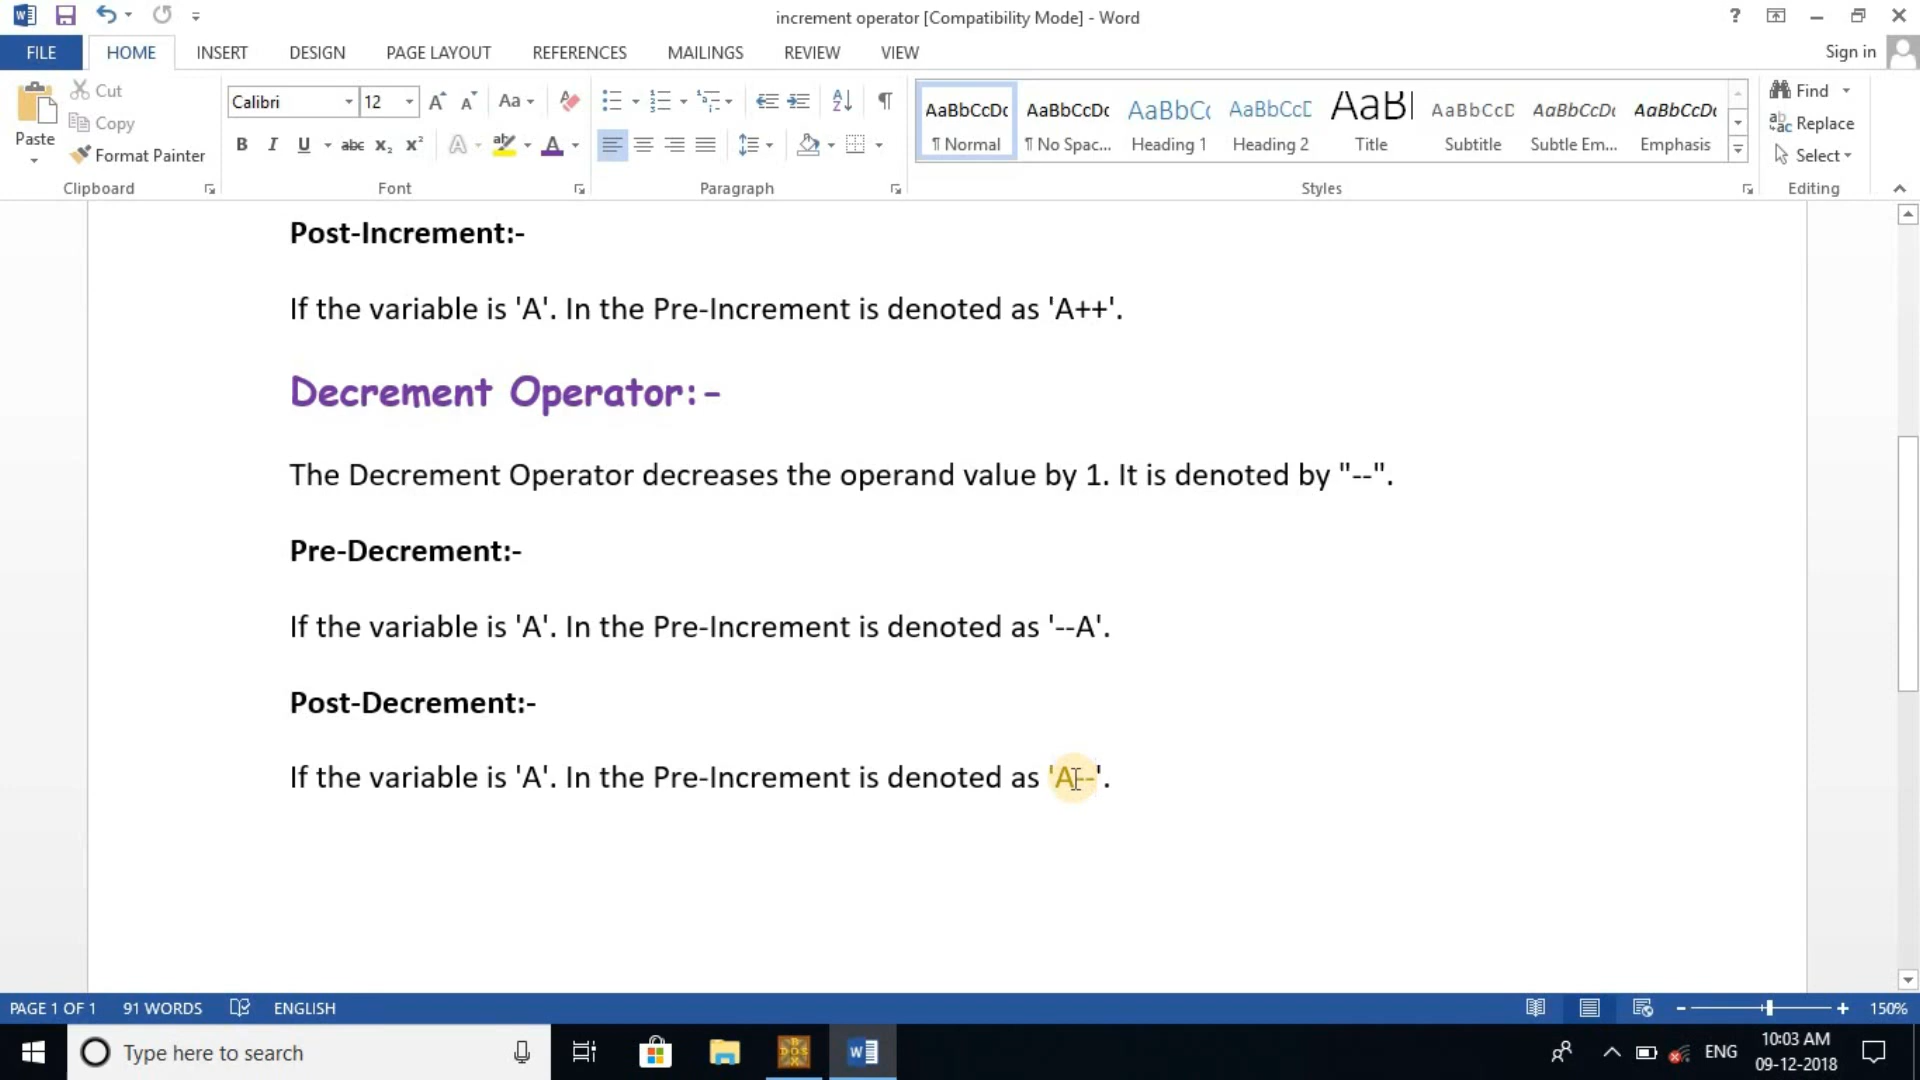 increment operator [Compatibility Mode] - Word
FILE HOME INSERT DESIGN PAGE LAYOUT REFERENCES MAILINGS REVIEW VIEW Sign in
Paste
Cut
Copy
Format Painter
Clipboard
Calibri 12
Font
Paragraph
AaBbCcDc AaBbCcDc AaBbCc AaBbCcD AaB AaBbCcD AaBbCcDc AaBbCcDc
¶ Normal ¶ No Spac... Heading 1 Heading 2 Title Subtitle Subtle Em... Emphasis
Styles
Find
Replace
Select
Editing
Post-Increment:-
If the variable is 'A'. In the Pre-Increment is denoted as 'A++'.
Decrement Operator:-
The Decrement Operator decreases the operand value by 1. It is denoted by "--".
Pre-Decrement:-
If the variable is 'A'. In the Pre-Increment is denoted as '--A'.
Post-Decrement:-
If the variable is 'A'. In the Pre-Increment is denoted as 'A--'.
PAGE 1 OF 1 91 WORDS ENGLISH 150%
Type here to search
ENG
10:03 AM
09-12-2018